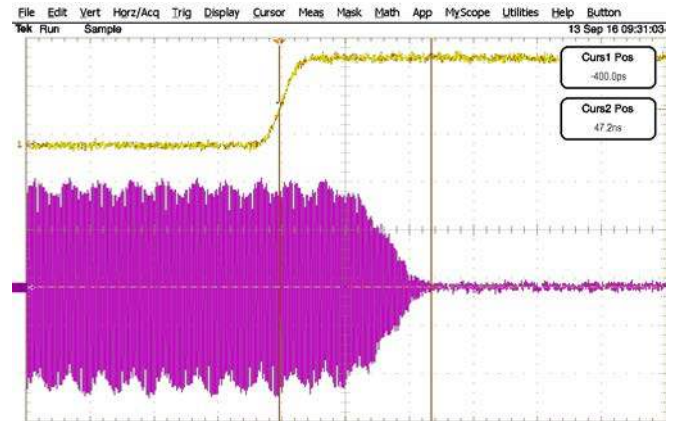 File Edit Vert Horz/Acq Trig Display Cursor Meas Mask Math App MyScope Utilities Help Button
Tek Run Sample 13 Sep 16 09:31:03
Curs1 Pos
-400.0ps
Curs2 Pos
47.2ns
1